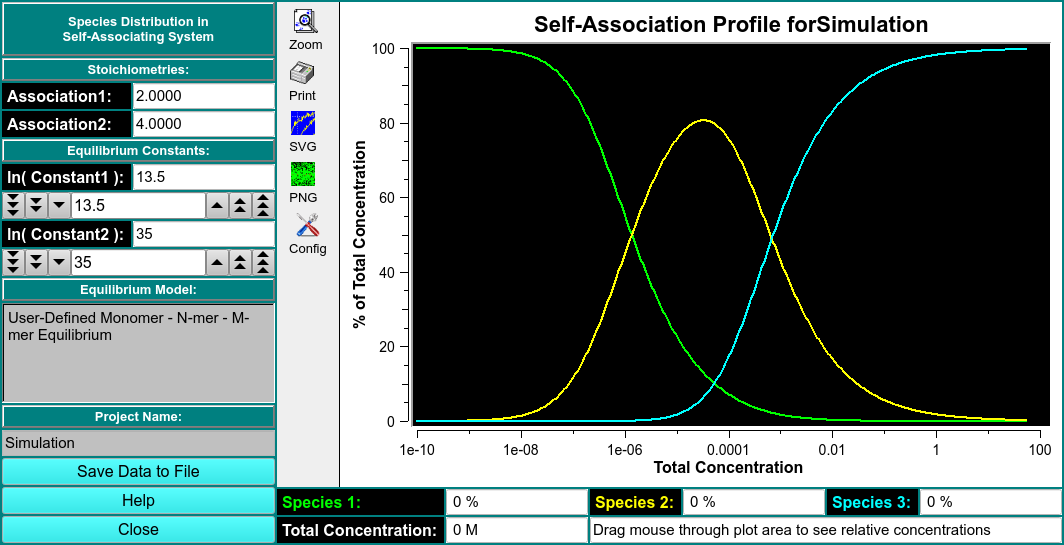 Species Distribution in
Self-Associating System
Stoichiometries:
Association1:
2.0000
Association2:
4.0000
Equilibrium Constants:
ln( Constant1 ):
13.5
13.5
ln( Constant2 ):
35
35
Equilibrium Model:
User-Defined Monomer - N-mer - M-
mer Equilibrium
Project Name:
Simulation
Save Data to File
Help
Close
Zoom
Print
SVG
PNG
Config
Self-Association Profile forSimulation
% of Total Concentration
100
80
60
40
20
0
1e-10
1e-08
1e-06
0.0001
0.01
1
100
Total Concentration
Species 1:
0 %
Species 2:
0 %
Species 3:
0 %
Total Concentration:
0 M
Drag mouse through plot area to see relative concentrations